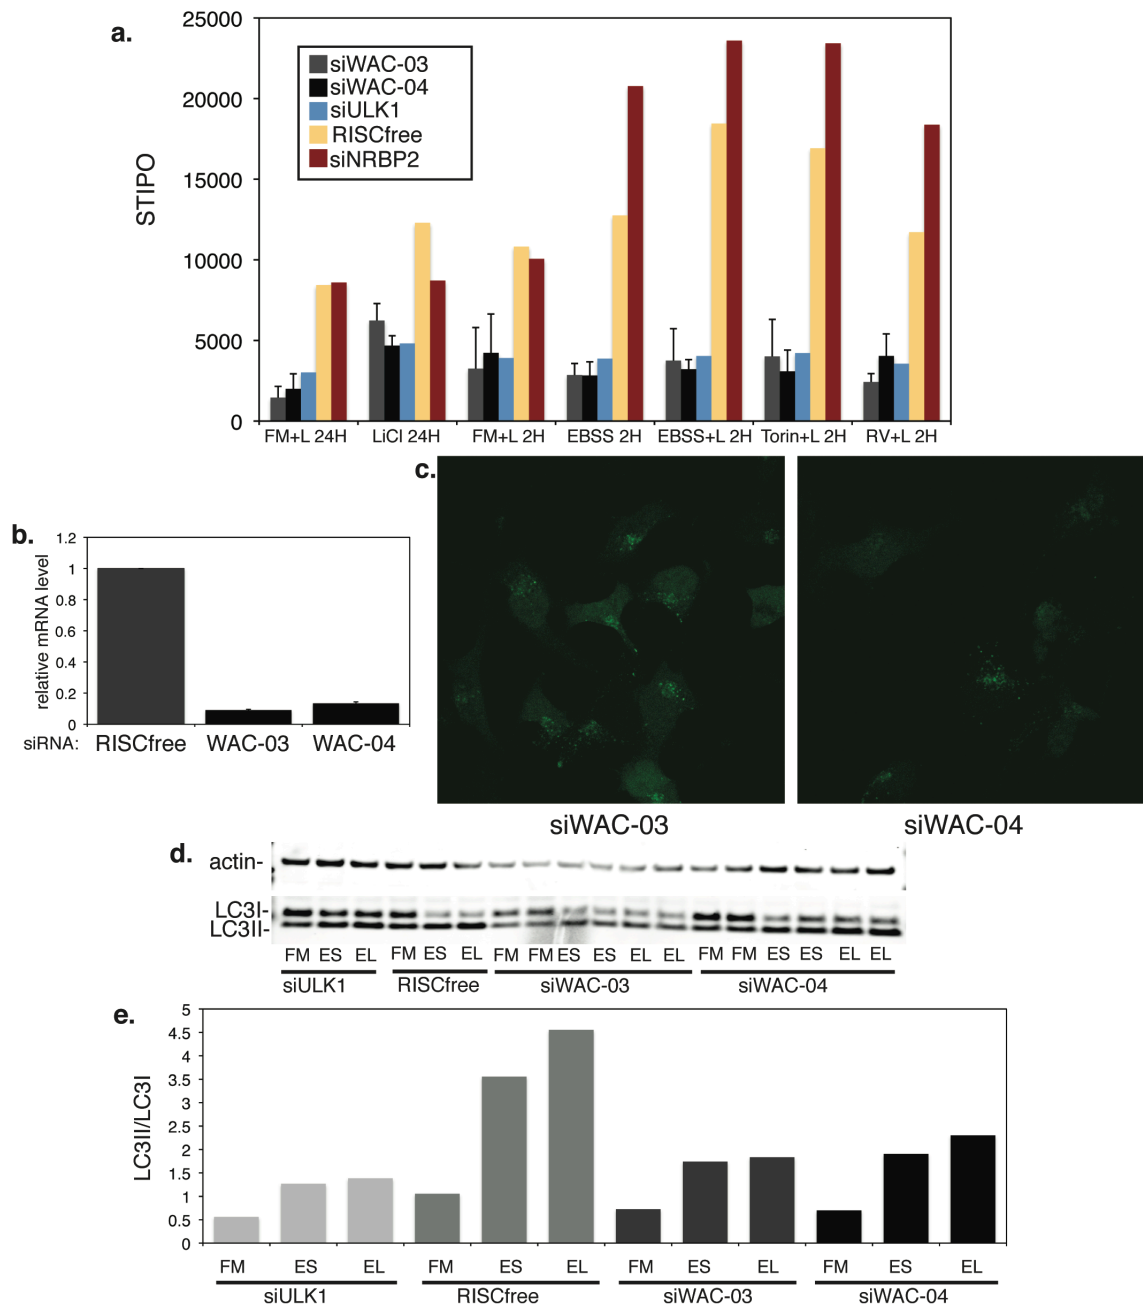 a.
STIPO
25000
20000
15000
10000
5000
0
siWAC-03
siWAC-04
siULK1
RISCfree
siNRBP2
FM+L 24H LiCl 24H FM+L 2H EBSS 2H EBSS+L 2H Torin+L 2H RV+L 2H
b.
relative mRNA level
1.2
1
0.8
0.6
0.4
0.2
0
siRNA: RISCfree WAC-03 WAC-04
c.
siWAC-03 siWAC-04
d.
actin-
LC3I-
LC3II-
FM ES EL FM ES EL FM FM ES ES EL EL FM FM ES ES EL EL
siULK1 RISCfree siWAC-03 siWAC-04
e.
LC3II/LC3I
5
4.5
4
3.5
3
2.5
2
1.5
1
0.5
0
FM ES EL FM ES EL FM ES EL FM ES EL
siULK1 RISCfree siWAC-03 siWAC-04